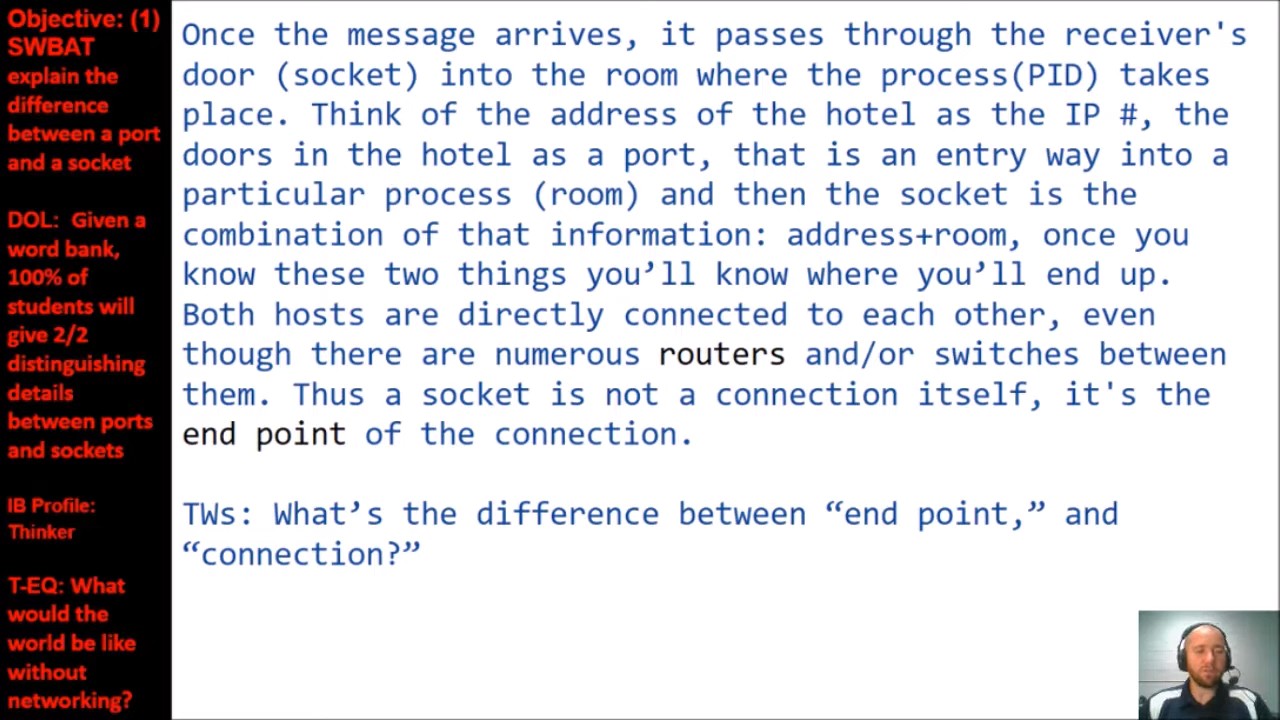 Objective: (1)
SWBAT
explain the
difference
between a port
and a socket
DOL: Given a
word bank,
100% of
students will
give 2/2
distinguishing
details
between ports
and sockets
IB Profile:
Thinker
T-EQ: What
would the
world be like
without
networking?
Once the message arrives, it passes through the receiver's
door (socket) into the room where the process(PID) takes
place. Think of the address of the hotel as the IP #, the
doors in the hotel as a port, that is an entry way into a
particular process (room) and then the socket is the
combination of that information: address+room, once you
know these two things you’ll know where you’ll end up.
Both hosts are directly connected to each other, even
though there are numerous routers and/or switches between
them. Thus a socket is not a connection itself, it's the
end point of the connection.
TWs: What’s the difference between “end point,” and
“connection?”